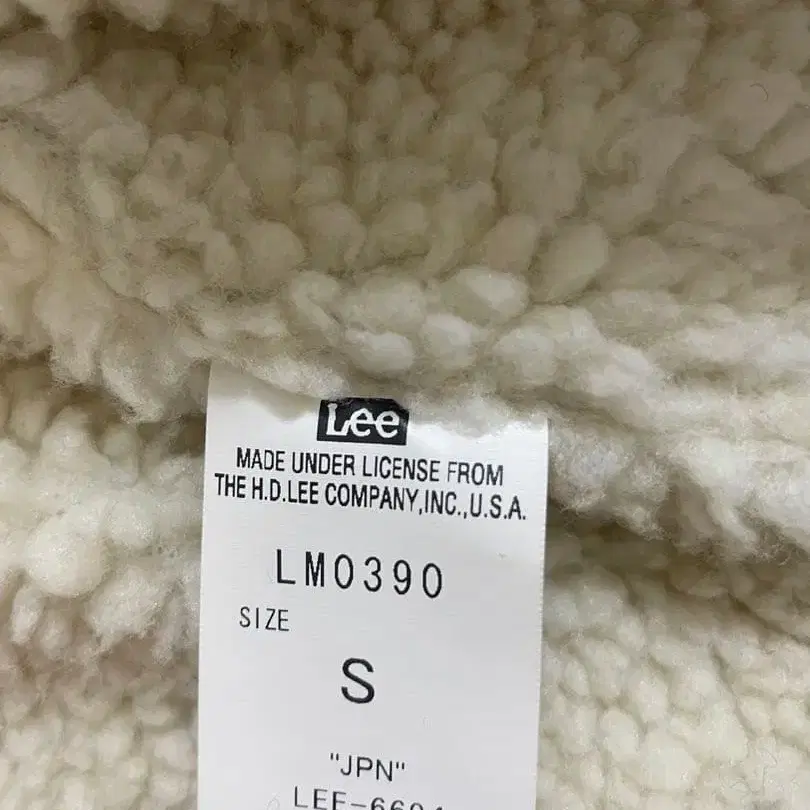 Lee
MADE UNDER LICENSE FROM
THE H.D.LEE COMPANY,INC.,U.S.A.
LM0390
SIZE
S
"JPN"